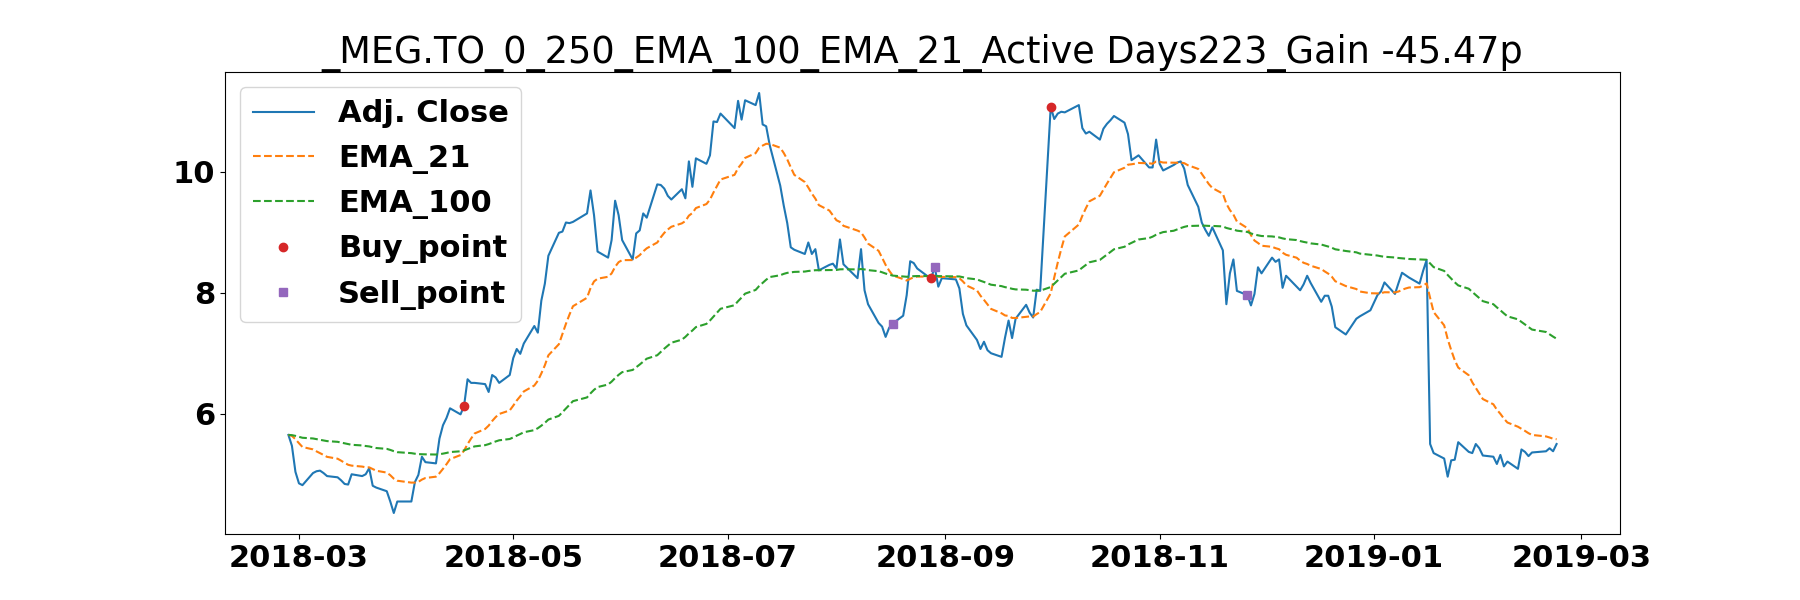 _MEG.TO_0_250_EMA_100_EMA_21_Active Days223_Gain -45.47p
Adj. Close
EMA_21
EMA_100
Buy_point
Sell_point
10
8
6
2018-03 2018-05 2018-07 2018-09 2018-11 2019-01 2019-03